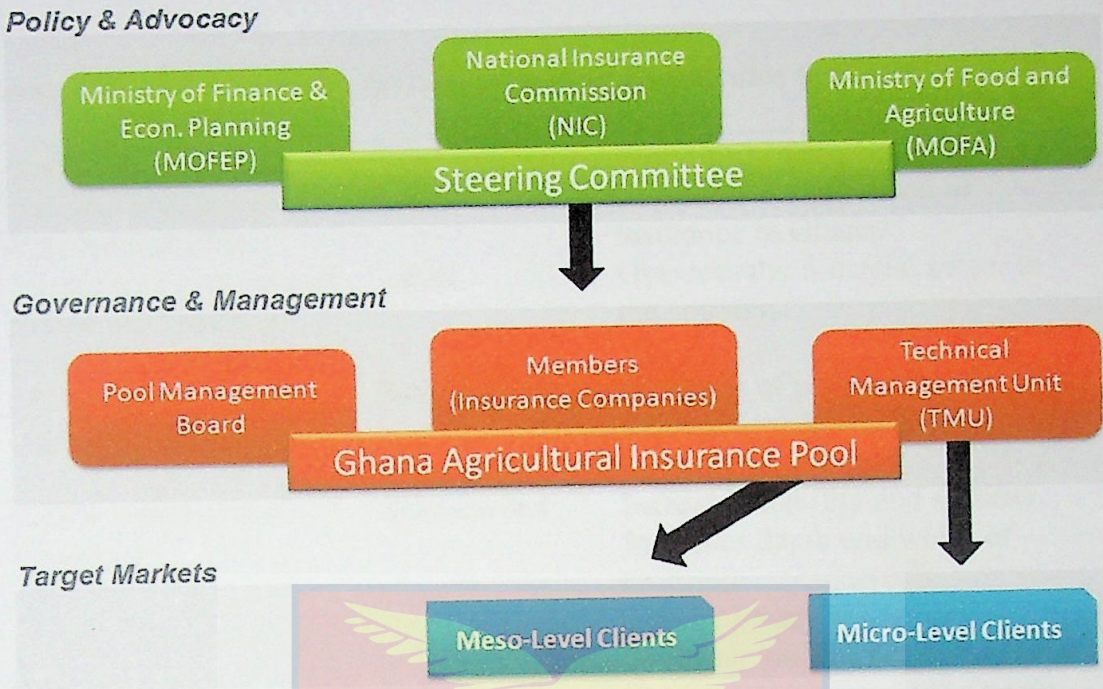 Policy & Advocacy
Ministry of Finance &
Econ. Planning
(MOFEP)
National Insurance
Commission
(NIC)
Ministry of Food and
Agriculture
(MOFA)
Steering Committee
Governance & Management
Pool Management
Board
Members
(Insurance Companies)
Technical
Management Unit
(TMU)
Ghana Agricultural Insurance Pool
Target Markets
Meso-Level Clients
Micro-Level Clients